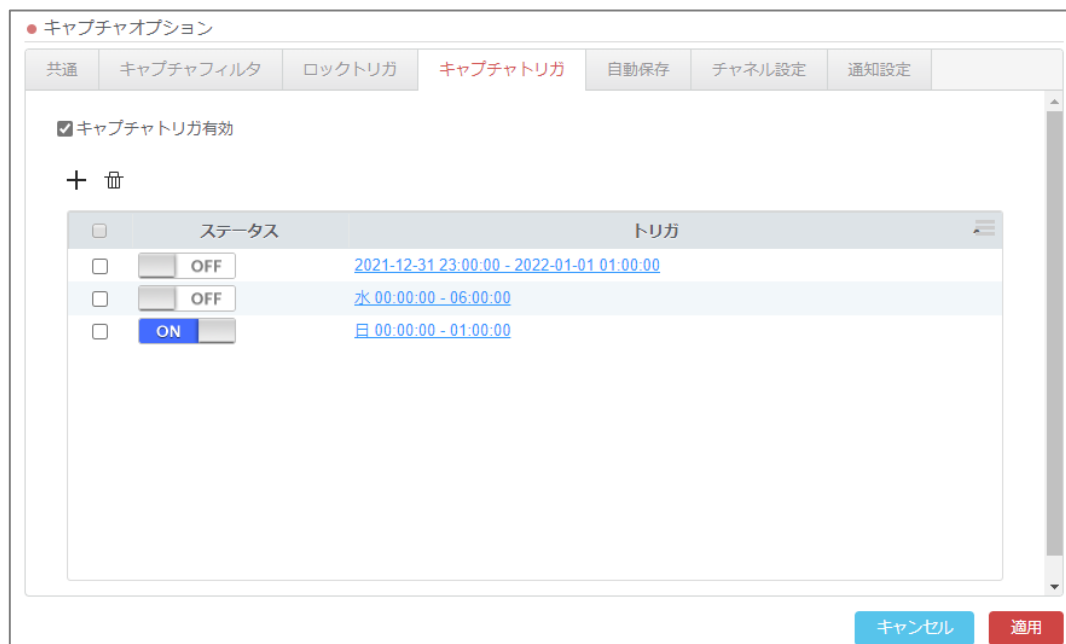 キャプチャオプション
共通 キャプチャフィルタ ロックトリガ キャプチャトリガ 自動保存 チャネル設定 通知設定
キャプチャトリガ有効
ステータス トリガ
OFF 2021-12-31 23:00:00 - 2022-01-01 01:00:00
OFF 水 00:00:00 - 06:00:00
ON 日 00:00:00 - 01:00:00
キャンセル 適用